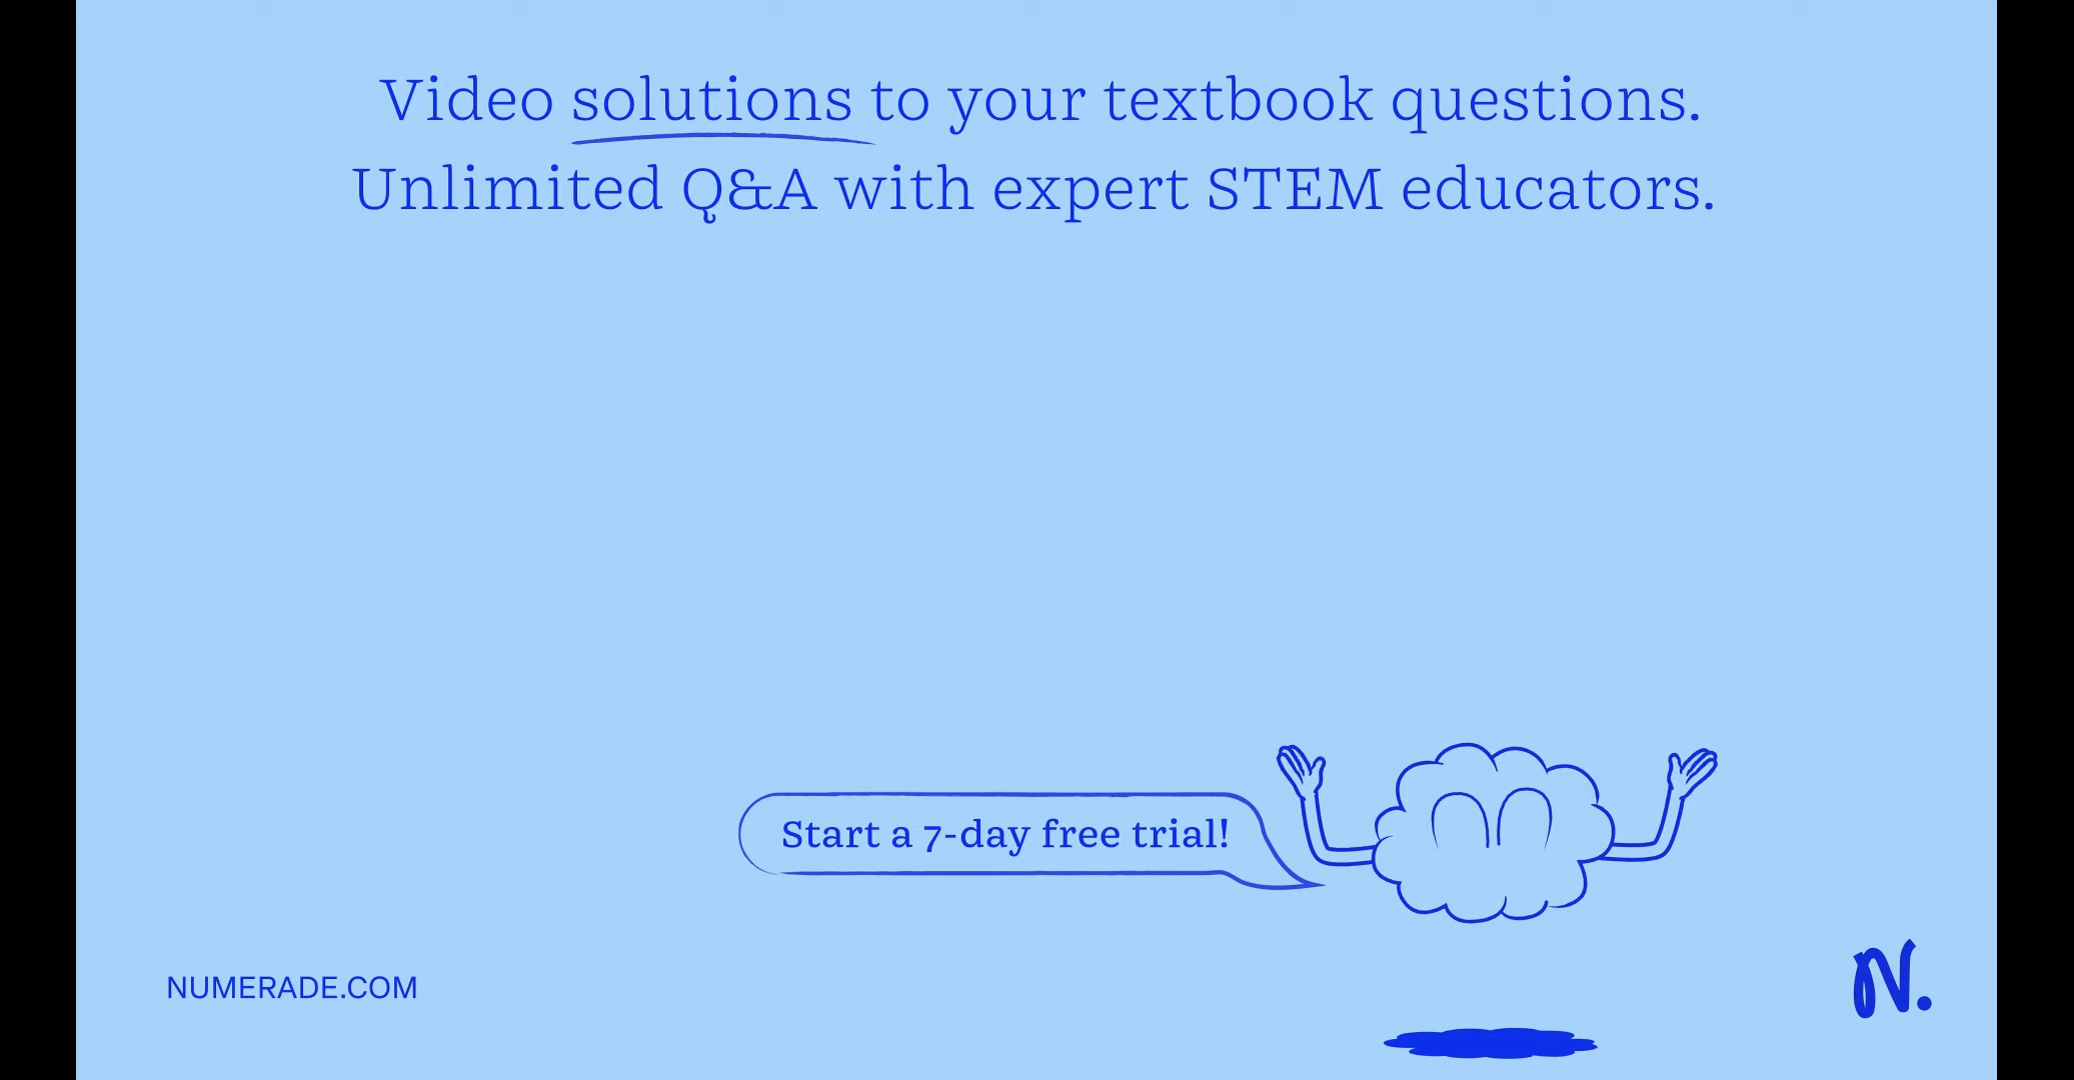 Video solutions to your textbook questions.
Unlimited Q&A with expert STEM educators.
Start a 7-day free trial!
NUMERADE.COM
N.